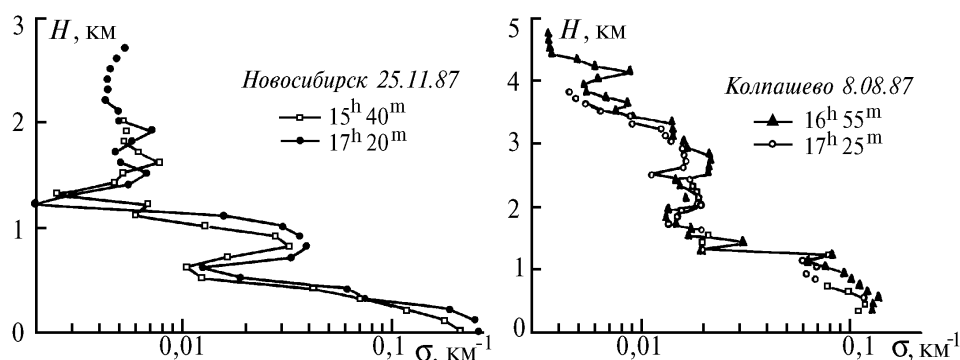 H, км
3
2
1
0
Новосибирск 25.11.87
15ʰ 40ᵐ
17ʰ 20ᵐ
0,01
0,1
σ, км⁻¹
H, км
5
4
3
2
1
0
Колпашево 8.08.87
16ʰ 55ᵐ
17ʰ 25ᵐ
0,01
0,1
σ, км⁻¹